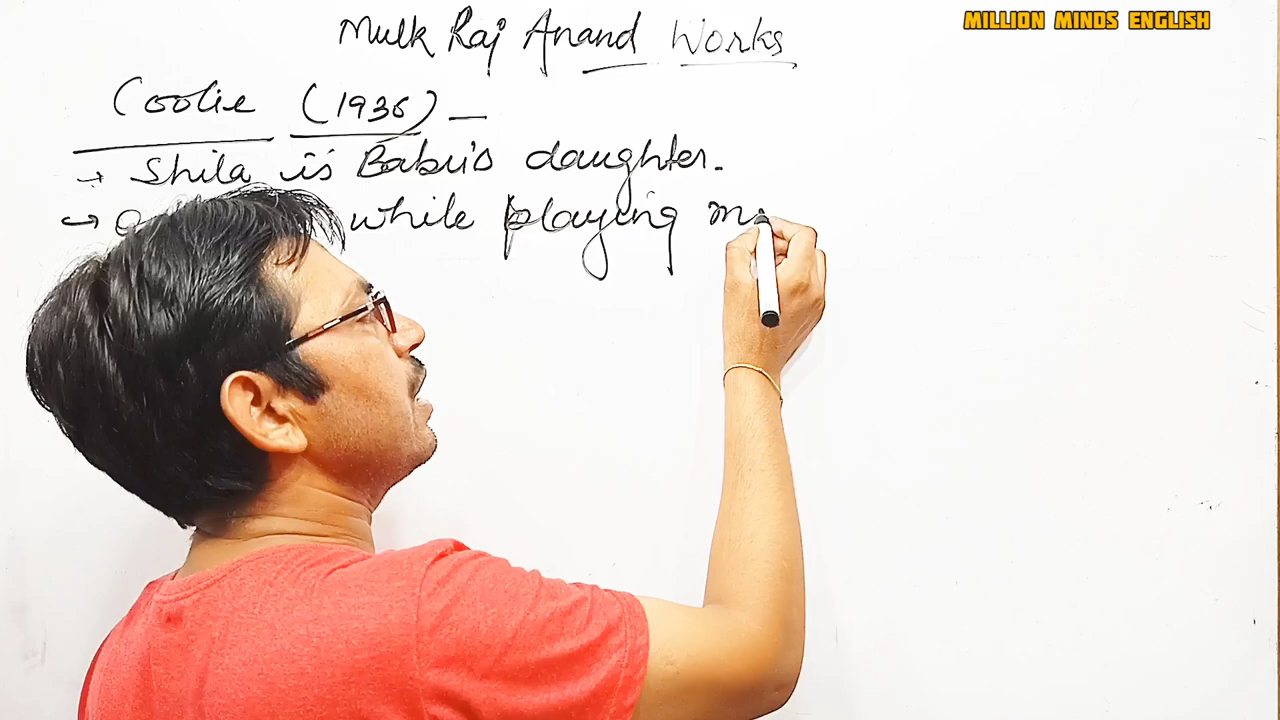 MILLION MINDS ENGLISH
Mulk Raj Anand Works
Coolie (1936) -
→ Shila is Babu's daughter.
→ while playing